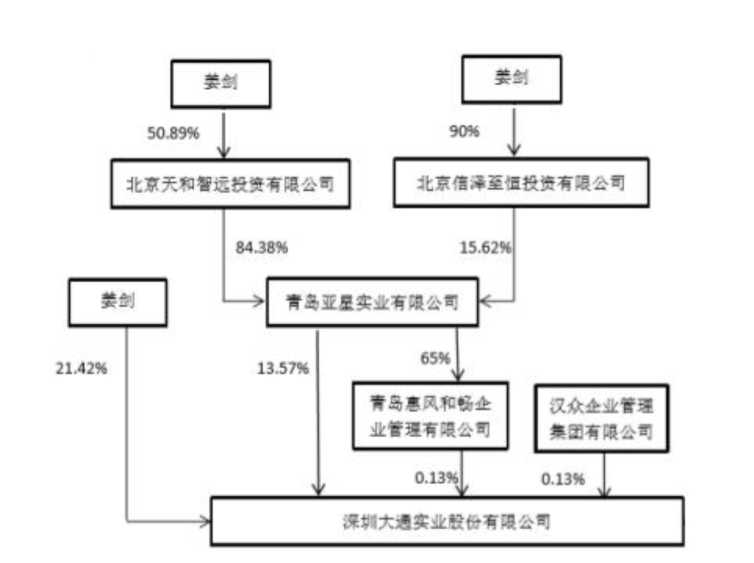 姜剑
姜剑
50.89%
90%
北京天和智远投资有限公司
北京信泽至恒投资有限公司
84.38%
15.62%
姜剑
青岛亚星实业有限公司
21.42%
13.57%
65%
青岛惠风和畅企
业管理有限公司
汉众企业管理
集团有限公司
0.13%
0.13%
深圳大通实业股份有限公司